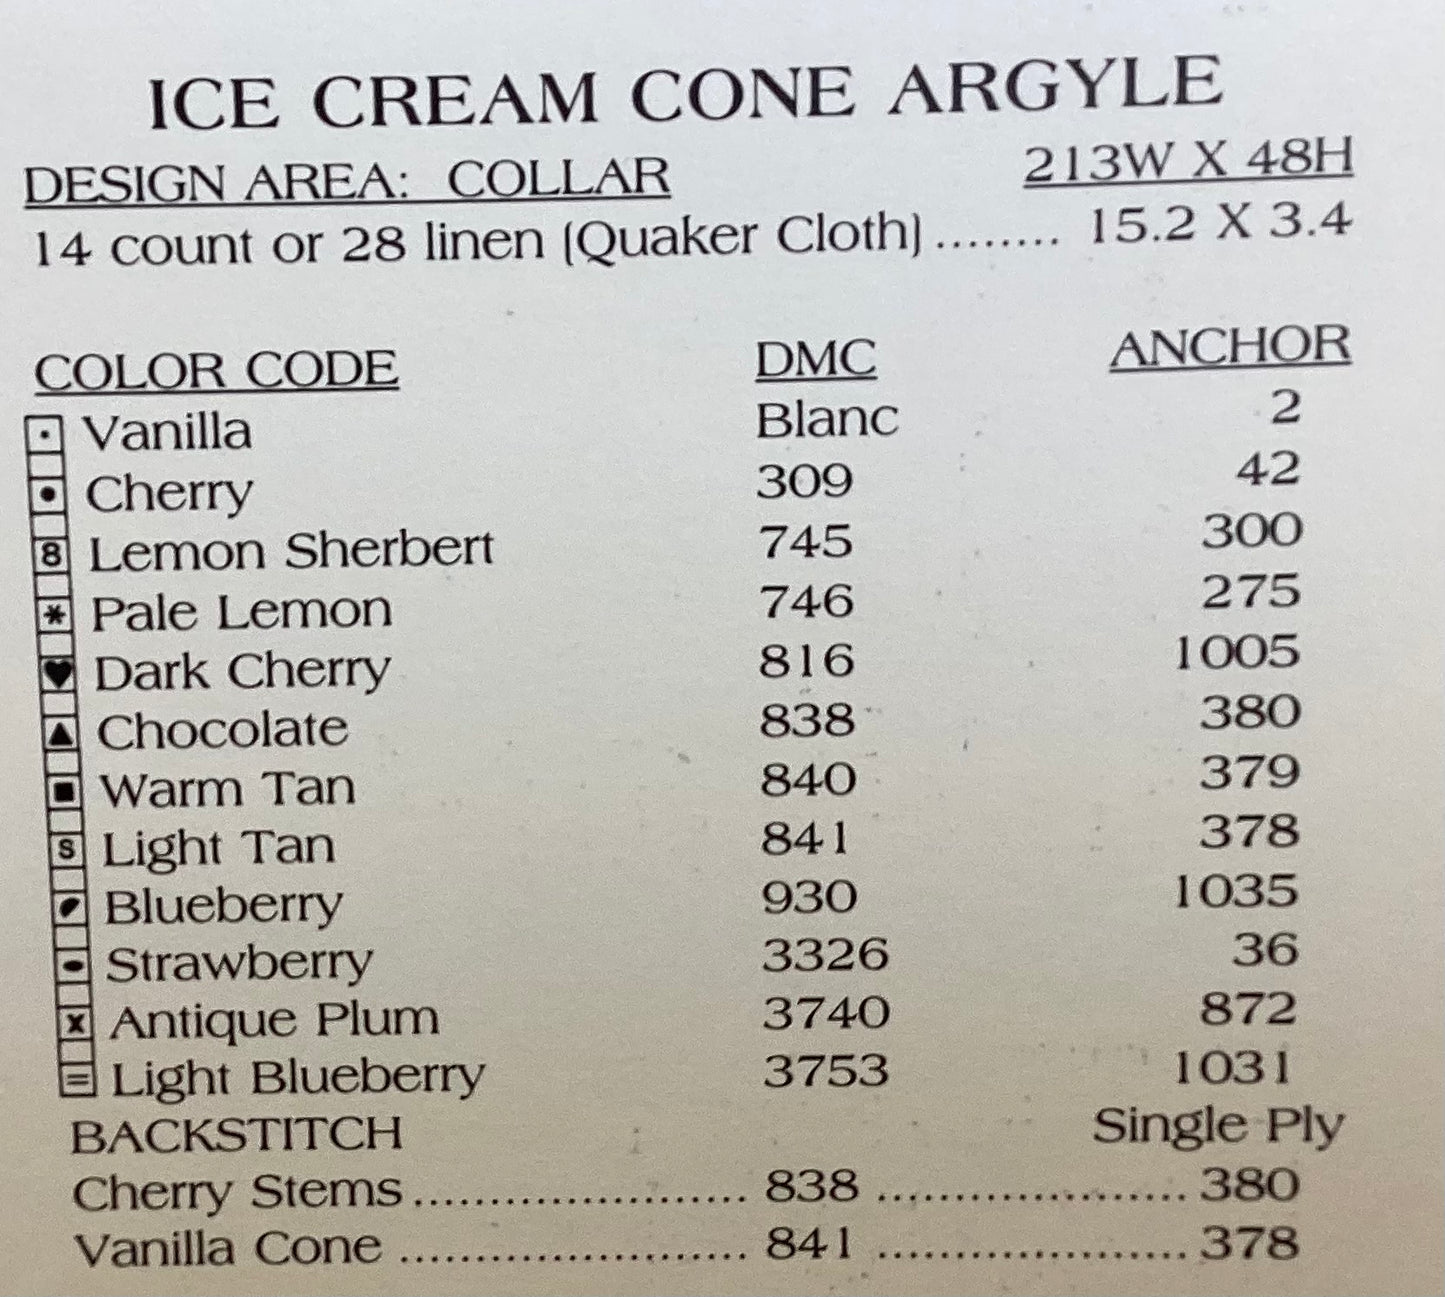 ICE CREAM CONE ARGYLE
DESIGN AREA: COLLAR 213W X 48H
14 count or 28 linen (Quaker Cloth) ........ 15.2 X 3.4
COLOR CODE DMC ANCHOR
Vanilla Blanc 2
Cherry 309 42
8 Lemon Sherbert 745 300
* Pale Lemon 746 275
♥ Dark Cherry 816 1005
▲ Chocolate 838 380
■ Warm Tan 840 379
S Light Tan 841 378
Blueberry 930 1035
Strawberry 3326 36
X Antique Plum 3740 872
= Light Blueberry 3753 1031
BACKSTITCH Single Ply
Cherry Stems ...................... 838 .................... 380
Vanilla Cone ....................... 841 .................... 378